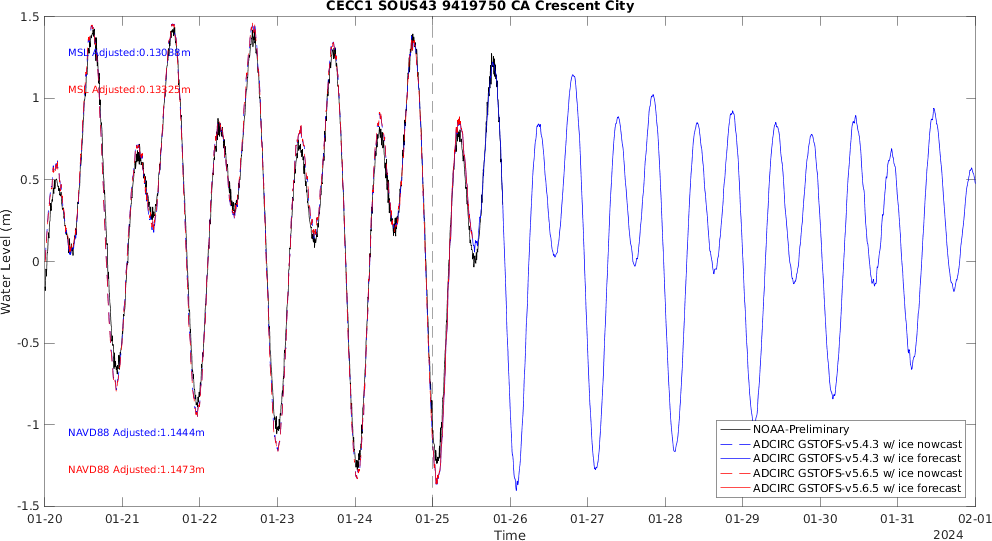 CECC1 SOUS43 9419750 CA Crescent City
1.5
1
0.5
0
-0.5
-1
-1.5
Water Level (m)
MSL Adjusted:0.13088m
MSL Adjusted:0.13325m
NAVD88 Adjusted:1.1444m
NAVD88 Adjusted:1.1473m
NOAA-Preliminary
ADCIRC GSTOFS-v5.4.3 w/ ice nowcast
ADCIRC GSTOFS-v5.4.3 w/ ice forecast
ADCIRC GSTOFS-v5.6.5 w/ ice nowcast
ADCIRC GSTOFS-v5.6.5 w/ ice forecast
01-20 01-21 01-22 01-23 01-24 01-25 01-26 01-27 01-28 01-29 01-30 01-31 02-01
Time
2024